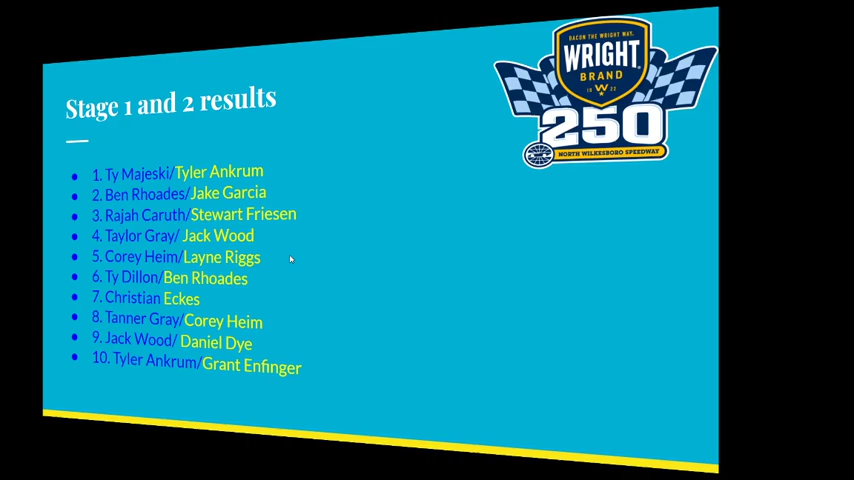 Stage 1 and 2 results
BACON THE WRIGHT WAY.
WRIGHT
BRAND
19 W 22
250
NORTH WILKESBORO SPEEDWAY
1. Ty Majeski/Tyler Ankrum
2. Ben Rhoades/Jake Garcia
3. Rajah Caruth/Stewart Friesen
4. Taylor Gray/ Jack Wood
5. Corey Heim/Layne Riggs
6. Ty Dillon/Ben Rhoades
7. Christian Eckes
8. Tanner Gray/Corey Heim
9. Jack Wood/ Daniel Dye
10. Tyler Ankrum/Grant Enfinger